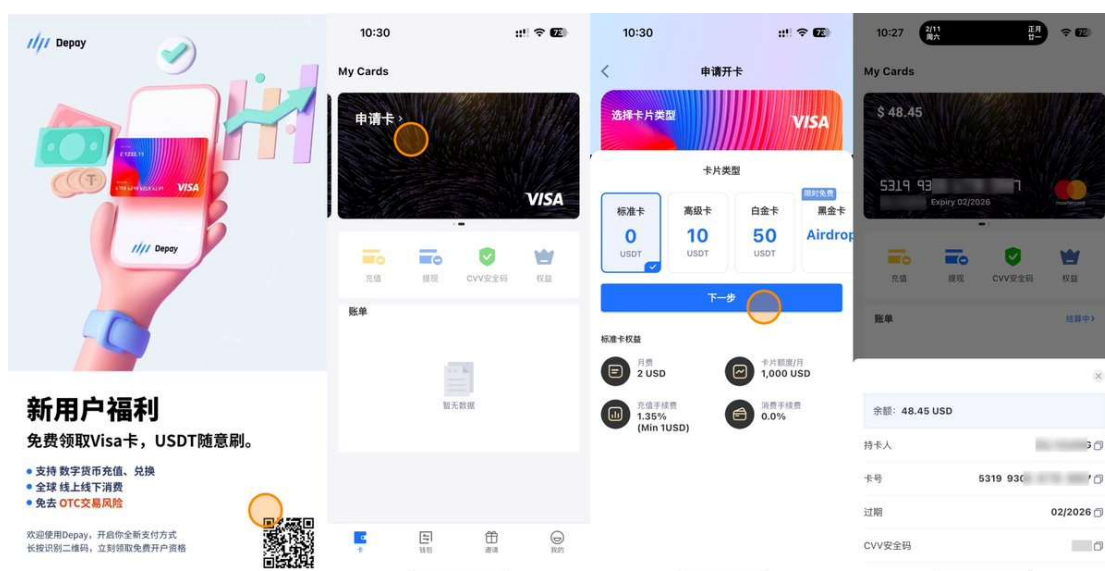 Depay
VISA
Depay
新用户福利
免费领取Visa卡，USDT随意刷。
支持 数字货币充值、兑换
全球 线上线下消费
免去 OTC交易风险
欢迎使用Depay，开启你全新支付方式
长按识别二维码，立刻领取免费开户资格
10:30
73
My Cards
申请卡 ›
VISA
充值
提现
CVV安全码
权益
账单
暂无数据
卡
钱包
邀请
我的
10:30
73
申请开卡
选择卡片类型
VISA
卡片类型
限时免费
标准卡
高级卡
白金卡
黑金卡
0
10
50
Airdrop
USDT
USDT
USDT
下一步
标准卡权益
月费
2 USD
卡片额度/月
1,000 USD
充值手续费
1.35%
(Min 1USD)
消费手续费
0.0%
10:27
2/11
周六
正月
廿一
My Cards
$ 48.45
5319 93
Expiry 02/2026
mastercard
充值
提现
CVV安全码
权益
账单
结算中>
余额：48.45 USD
持卡人
卡号
5319 930
过期
02/2026
CVV安全码